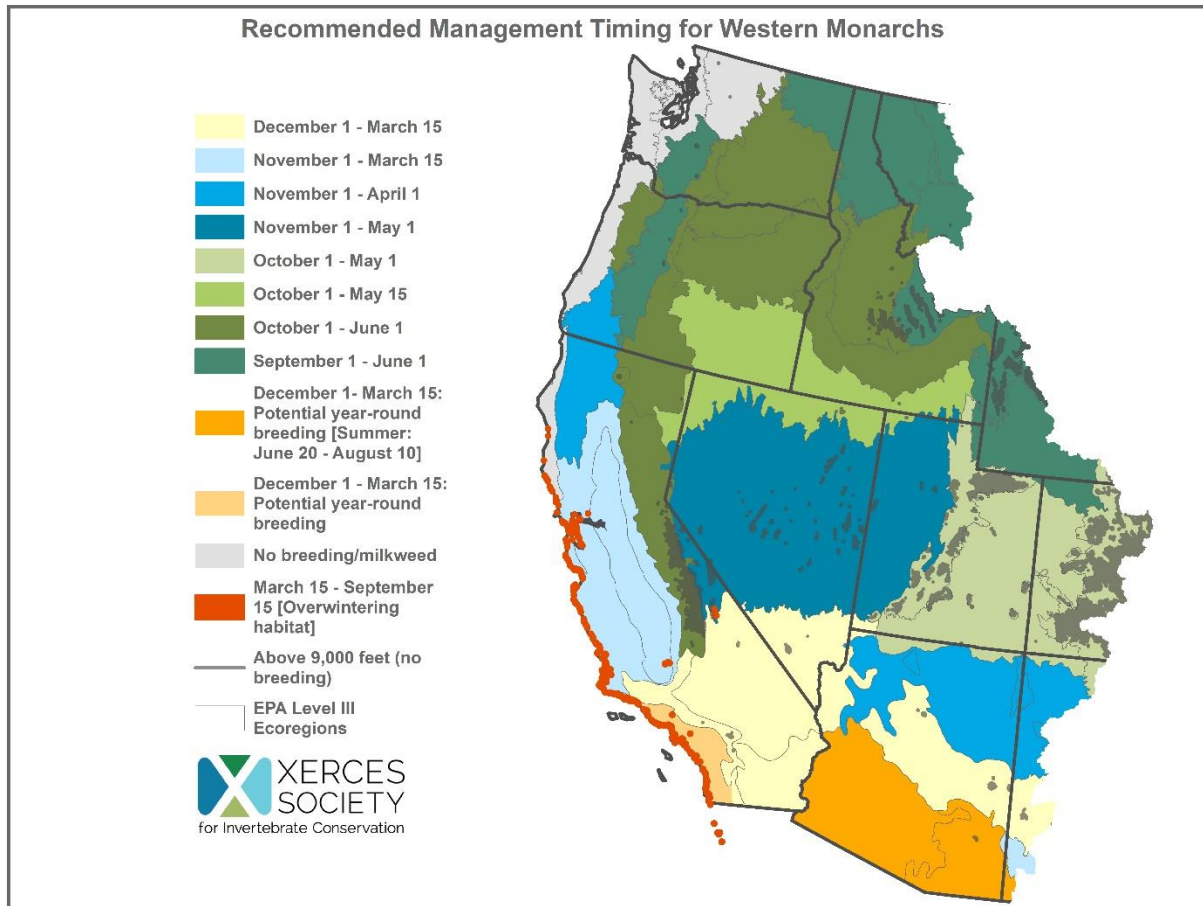 Recommended Management Timing for Western Monarchs
December 1 - March 15
November 1 - March 15
November 1 - April 1
November 1 - May 1
October 1 - May 1
October 1 - May 15
October 1 - June 1
September 1 - June 1
December 1- March 15:
Potential year-round
breeding [Summer:
June 20 - August 10]
December 1 - March 15:
Potential year-round
breeding
No breeding/milkweed
March 15 - September
15 [Overwintering
habitat]
Above 9,000 feet (no
breeding)
EPA Level III
Ecoregions
XERCES
SOCIETY
for Invertebrate Conservation